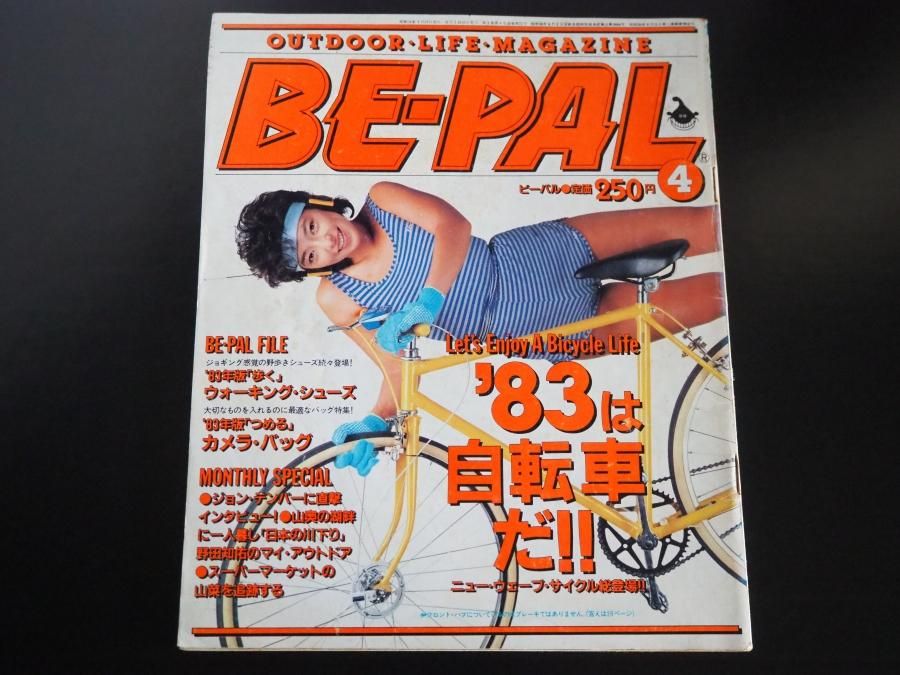 OUTDOOR・LIFE・MAGAZINE
BE-PAL
®
4
ビーパル●定価250円
Let's Enjoy A Bicycle Life
'83は
自転車
だ!!
ニュー・ウェーブ・サイクル総登場!!
BE-PAL FILE
ジョギング感覚の野歩きシューズ続々登場!
'83年版「歩く」
ウォーキング・シューズ
大切なものを入れるのに最適なバッグ特集!
'83年版「つめる」
カメラ・バッグ
MONTHLY SPECIAL
●ジョン・デンバーに直撃
インタビュー!●山奥の湖畔
に一人暮し「日本の川下り」
野田知佑のマイ・アウトドア
●スーパーマーケットの
山菜を追跡する